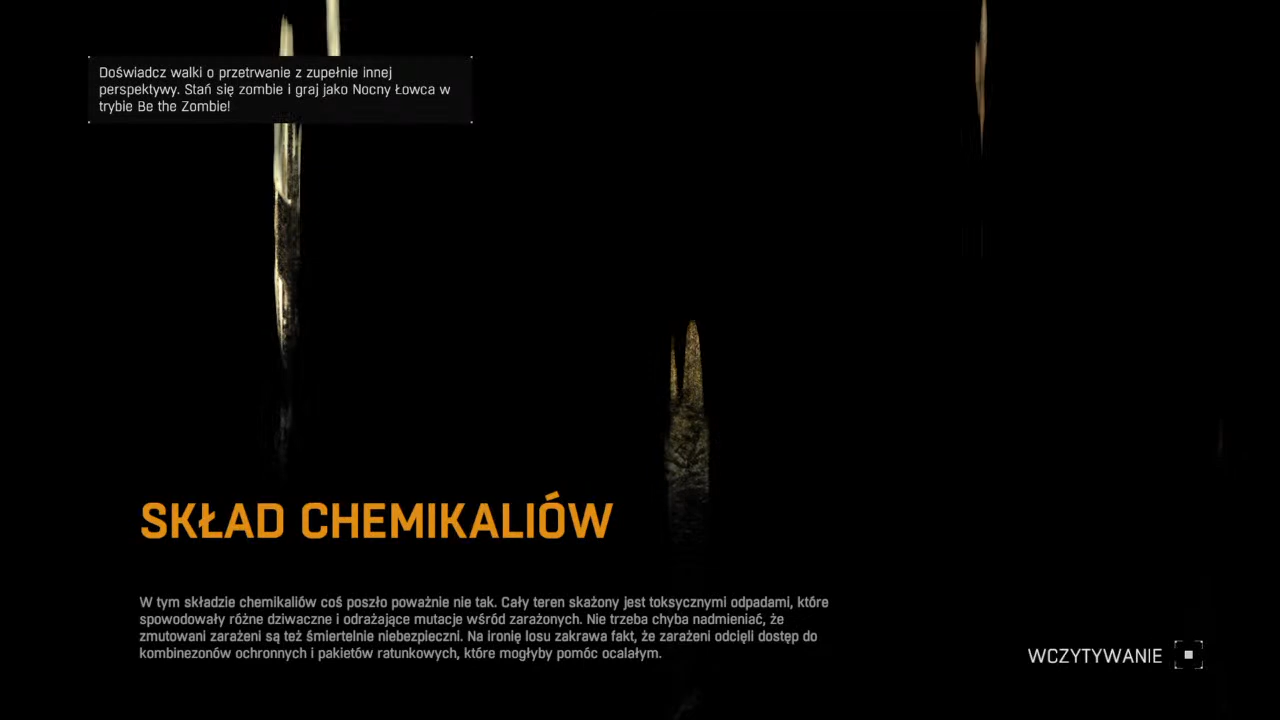 Doświadcz walki o przetrwanie z zupełnie innej
perspektywy. Stań się zombie i graj jako Nocny Łowca w
trybie Be the Zombie!
SKŁAD CHEMIKALIÓW
W tym składzie chemikaliów coś poszło poważnie nie tak. Cały teren skażony jest toksycznymi odpadami, które
spowodowały różne dziwaczne i odrażające mutacje wśród zarażonych. Nie trzeba chyba nadmieniać, że
zmutowani zarażeni są też śmiertelnie niebezpieczni. Na ironię losu zakrawa fakt, że zarażeni odcięli dostęp do
kombinezonów ochronnych i pakietów ratunkowych, które mogłyby pomóc ocalałym.
WCZYTYWANIE